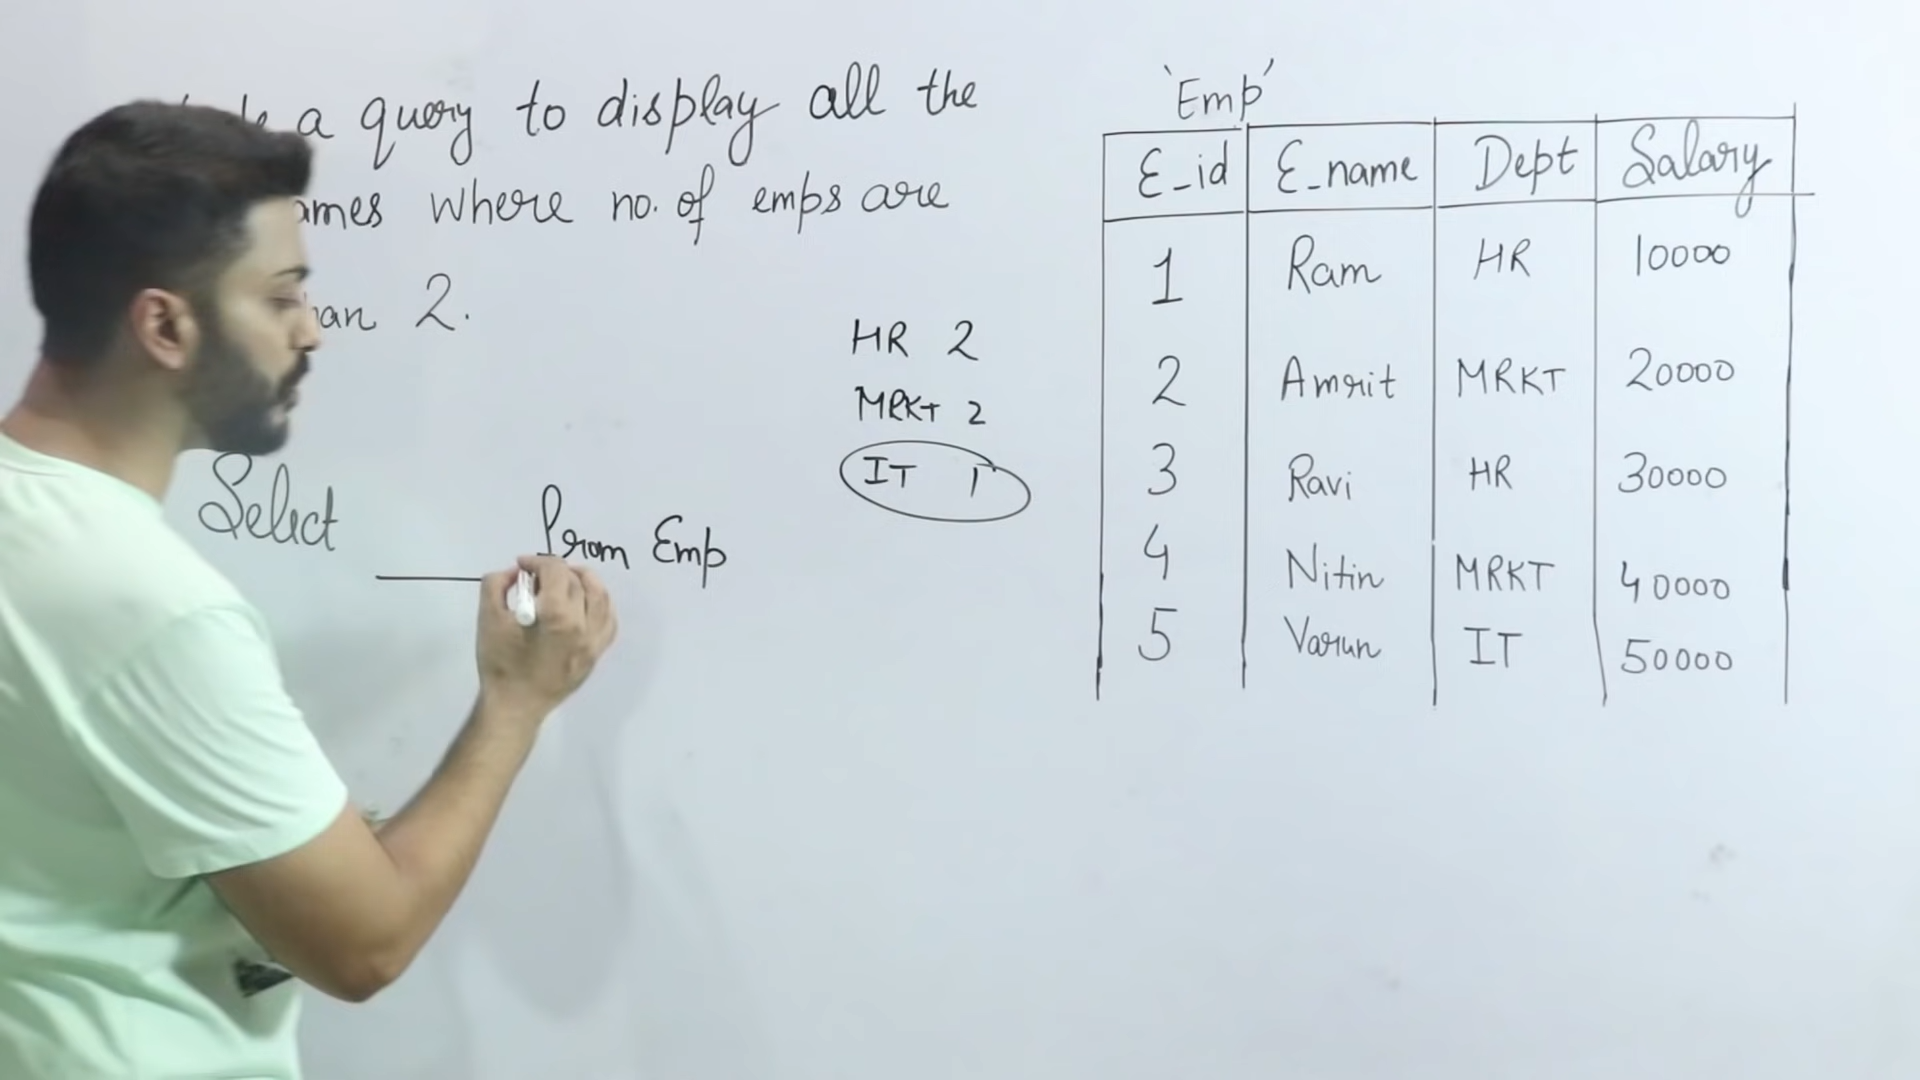 a query to display all the
where no. of emps are
2.
HR 2
MRKT 2
IT 1
Select ____ from Emp
'Emp'
E_id E_name Dept Salary
1 Ram HR 10000
2 Amrit MRKT 20000
3 Ravi HR 30000
4 Nitin MRKT 40000
5 Varun IT 50000